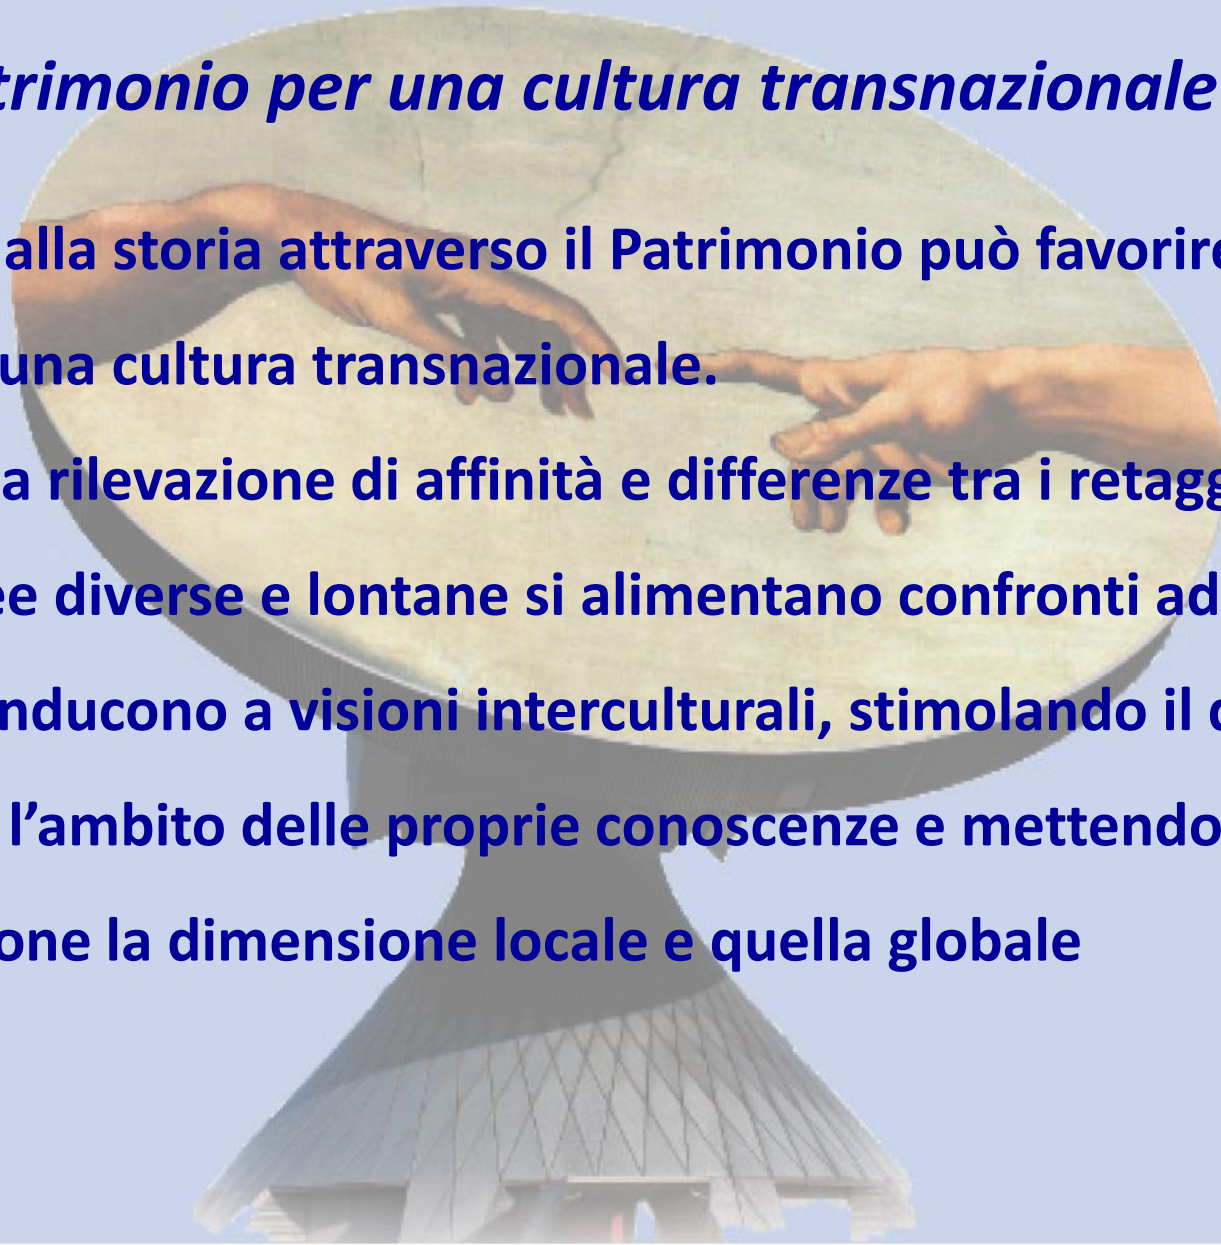 trimonio per una cultura transnazionale
alla storia attraverso il Patrimonio può favorire
una cultura transnazionale.
a rilevazione di affinità e differenze tra i retagg
ee diverse e lontane si alimentano confronti ad
nducono a visioni interculturali, stimolando il c
l’ambito delle proprie conoscenze e mettendo
one la dimensione locale e quella globale